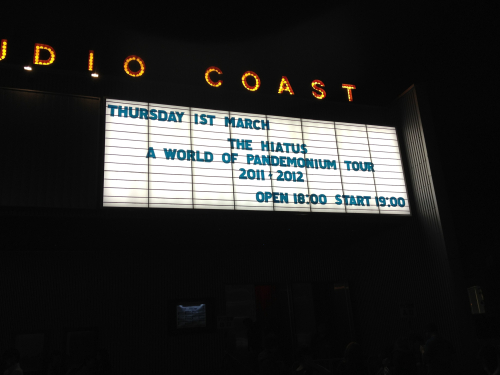 UDIO COAST
THURSDAY 1ST MARCH
THE HIATUS
A WORLD OF PANDEMONIUM TOUR
2011-2012
OPEN 18:00 START 19:00